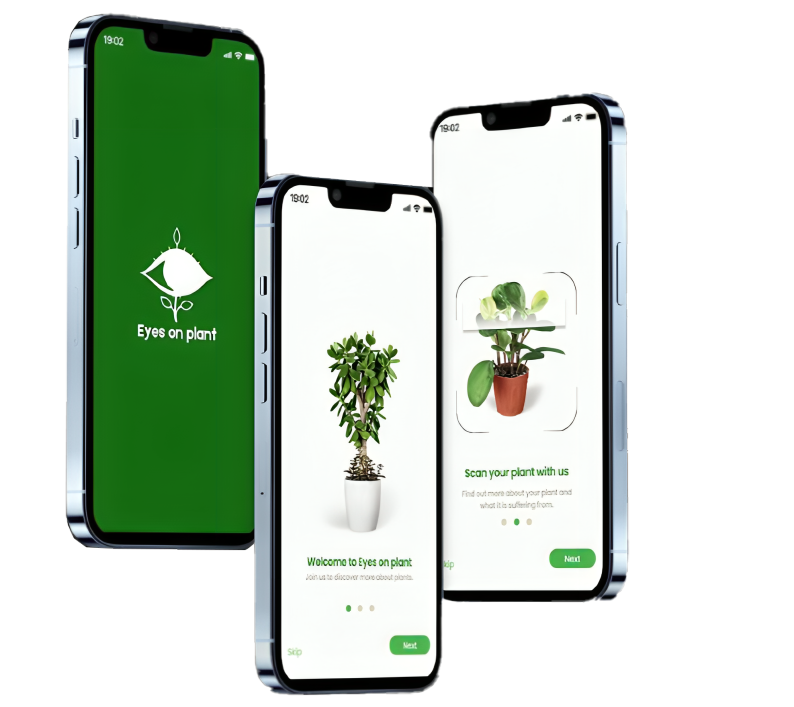 19:02
Eyes on plant
19:02
Welcome to Eyes on plant
Join us to discover more about plants.
Skip
Next
19:02
Scan your plant with us
Find out more about your plant and
what it is suffering from.
kip
Next